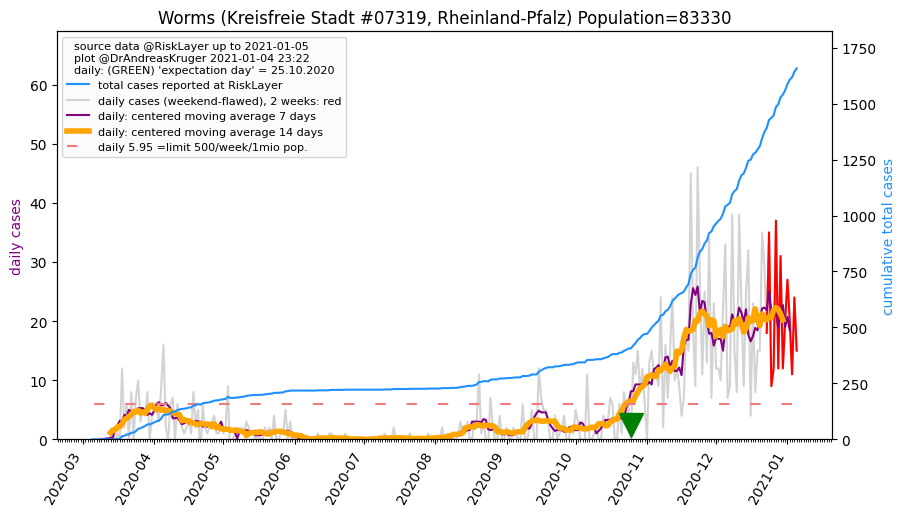 Worms (Kreisfreie Stadt #07319, Rheinland-Pfalz) Population=83330
source data @RiskLayer up to 2021-01-05
plot @DrAndreasKruger 2021-01-04 23:22
daily: (GREEN) 'expectation day' = 25.10.2020
total cases reported at RiskLayer
daily cases (weekend-flawed), 2 weeks: red
daily: centered moving average 7 days
daily: centered moving average 14 days
daily 5.95 =limit 500/week/1mio pop.
daily cases
60
50
40
30
20
10
0
cumulative total cases
1750
1500
1250
1000
750
500
250
0
2020-03
2020-04
2020-05
2020-06
2020-07
2020-08
2020-09
2020-10
2020-11
2020-12
2021-01